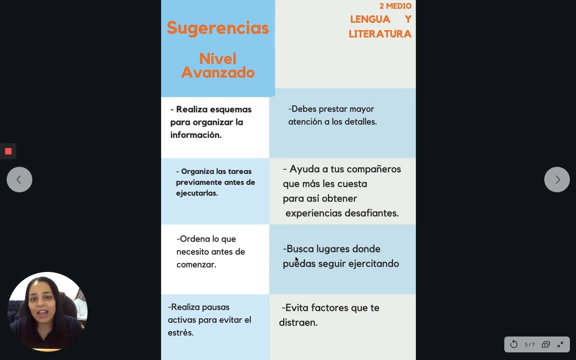 2 MEDIO
LENGUA Y
LITERATURA
Sugerencias
Nivel
Avanzado
- Realiza esquemas
para organizar la
información.
-Debes prestar mayor
atención a los detalles.
- Organiza las tareas
previamente antes de
ejecutarlas.
- Ayuda a tus compañeros
que más les cuesta
para así obtener
experiencias desafiantes.
-Ordena lo que
necesito antes de
comenzar.
-Busca lugares donde
puedas seguir ejercitando
-Realiza pausas
activas para evitar el
estrés.
-Evita factores que te
distraen.
5 / 7